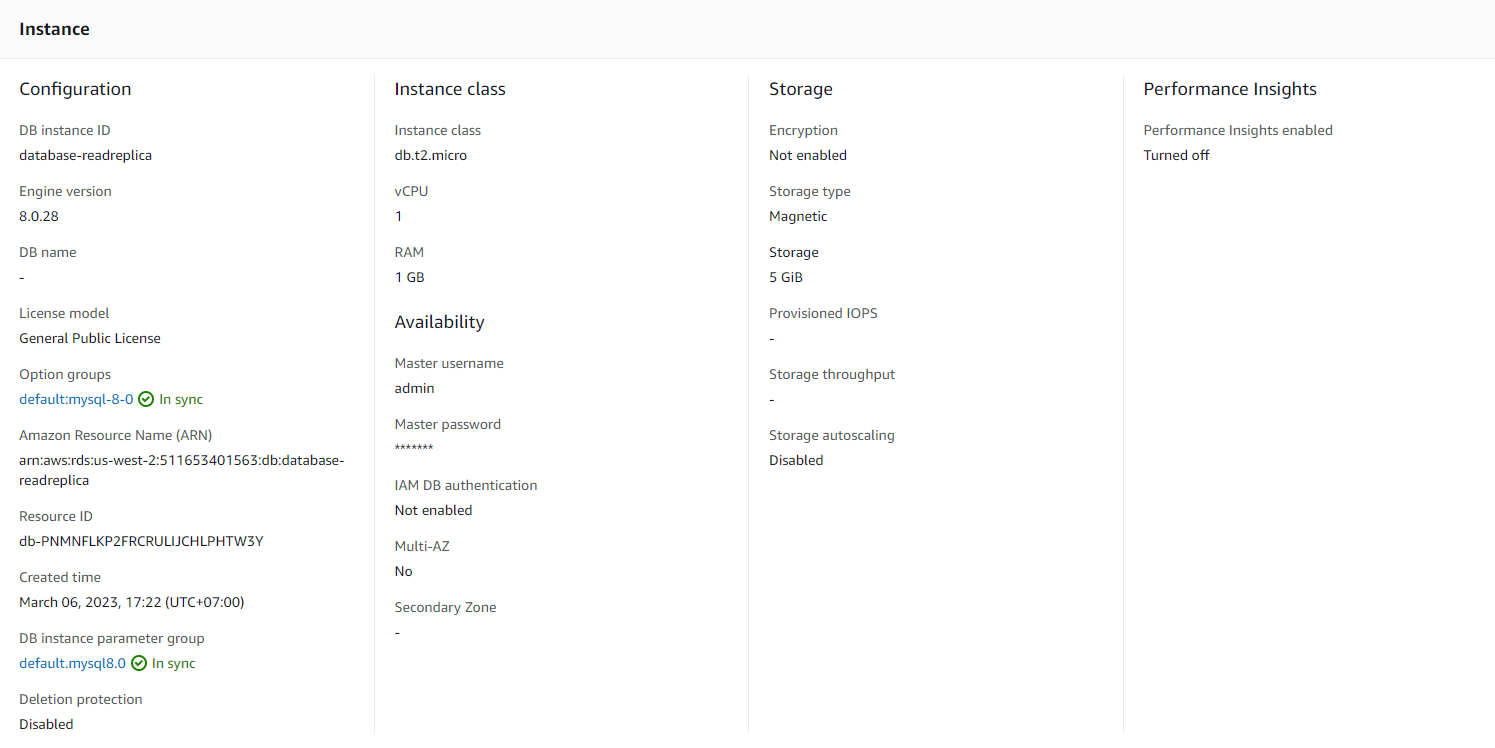 Instance
Configuration
DB instance ID
database-readreplica
Engine version
8.0.28
DB name
-
License model
General Public License
Option groups
default:mysql-8-0 In sync
Amazon Resource Name (ARN)
arn:aws:rds:us-west-2:511653401563:db:database-
readreplica
Resource ID
db-PNMNFLKP2FRCRULIJCHLPHTW3Y
Created time
March 06, 2023, 17:22 (UTC+07:00)
DB instance parameter group
default.mysql8.0 In sync
Deletion protection
Disabled
Instance class
Instance class
db.t2.micro
vCPU
1
RAM
1 GB
Availability
Master username
admin
Master password
*******
IAM DB authentication
Not enabled
Multi-AZ
No
Secondary Zone
-
Storage
Encryption
Not enabled
Storage type
Magnetic
Storage
5 GiB
Provisioned IOPS
-
Storage throughput
-
Storage autoscaling
Disabled
Performance Insights
Performance Insights enabled
Turned off